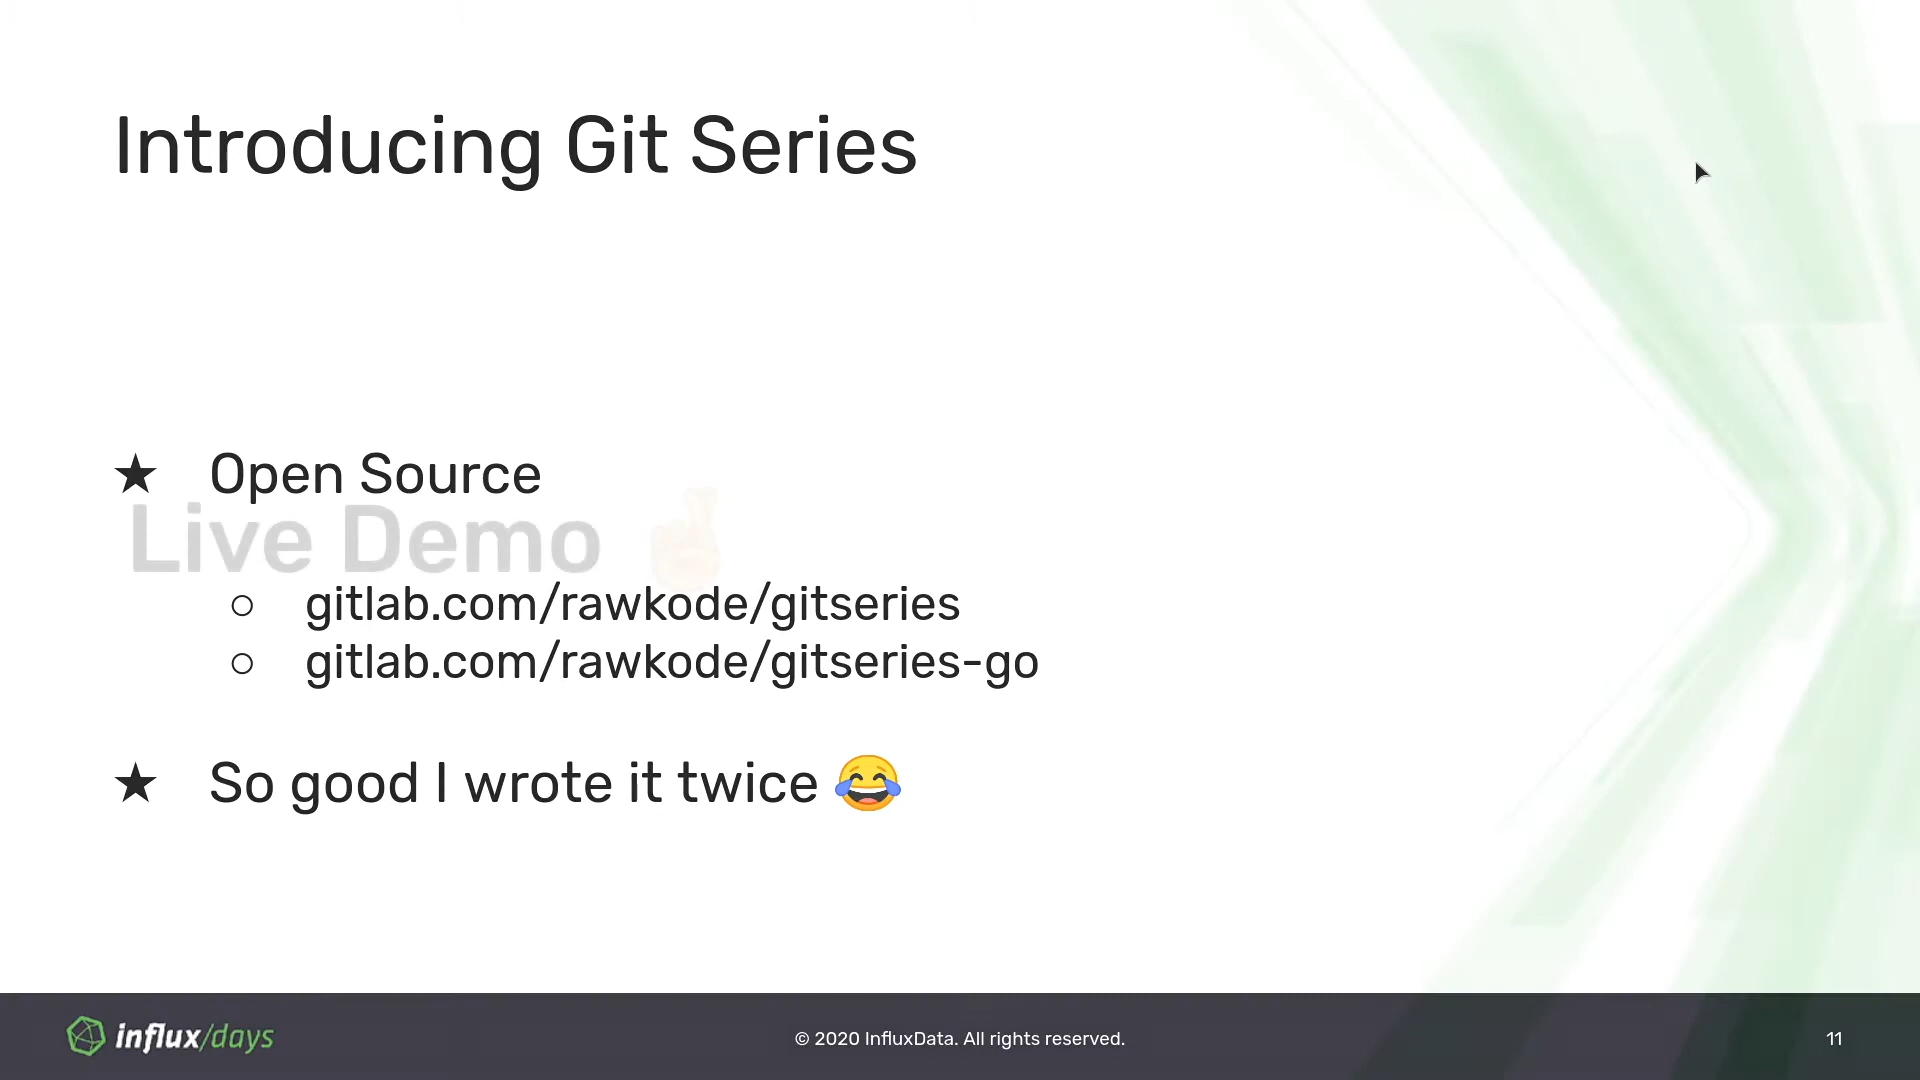 Introducing Git Series
★ Open Source
Live Demo 🤞
○ gitlab.com/rawkode/gitseries
○ gitlab.com/rawkode/gitseries-go
★ So good I wrote it twice 😂
influx/days
© 2020 InfluxData. All rights reserved.
11